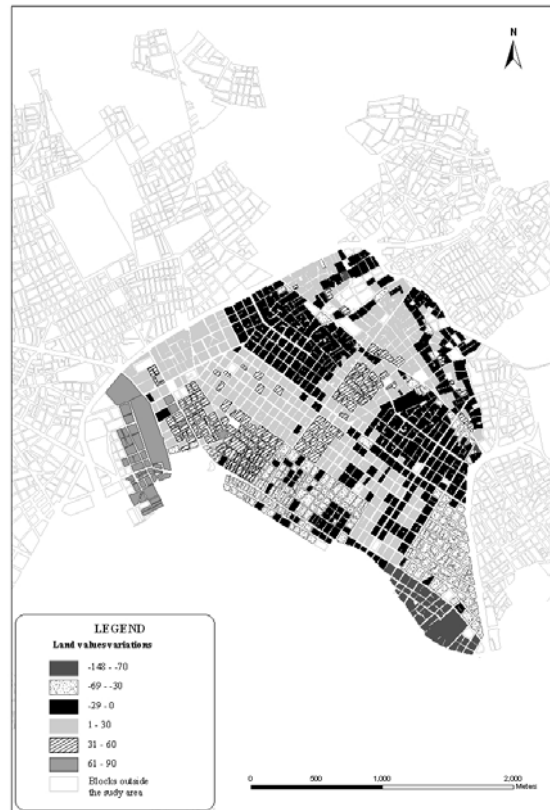 N
LEGEND
Land values variations
-148 - -70
-69 - -30
-29 - 0
1 - 30
31 - 60
61 - 90
Blocks outside
the sudy area
0 500 1,000 2,000
Meters